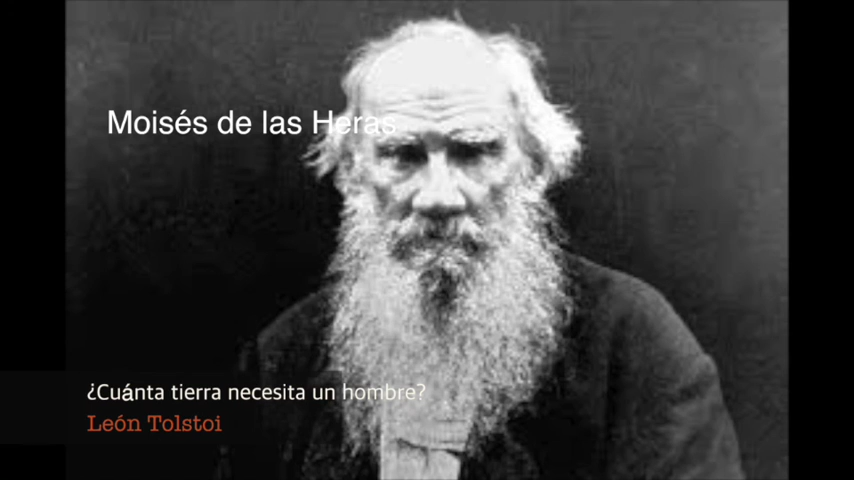 Moisés de las Heras
¿Cuánta tierra necesita un hombre?
León Tolstoi